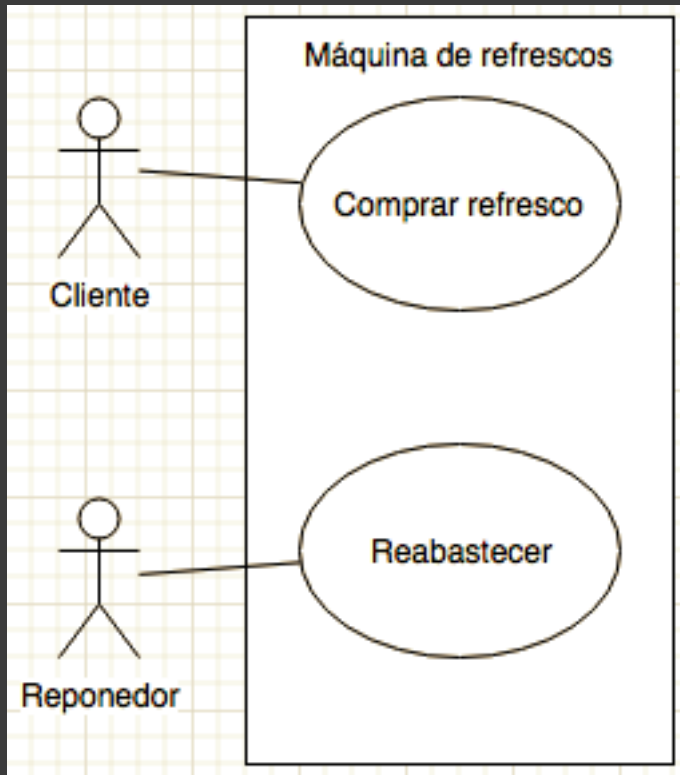 Máquina de refrescos
Comprar refresco
Cliente
Reabastecer
Reponedor